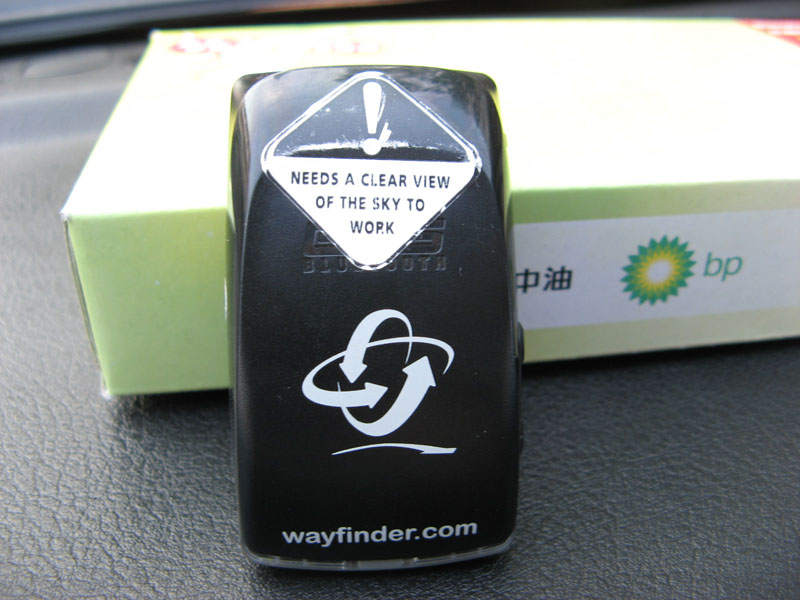 NEEDS A CLEAR VIEW
OF THE SKY TO
WORK
BLUETOOTH
中油
bp
wayfinder.com